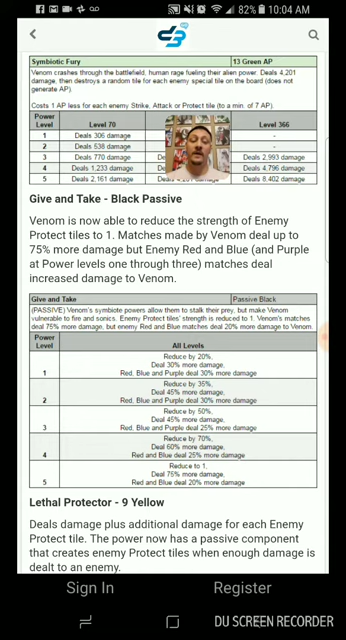 82% 10:04 AM
Symbiotic Fury 13 Green AP
Venom crashes through the battlefield, human rage fueling their alien power. Deals 4,201
damage, then destroys a random tile for each enemy special tile on the board (does not
generate AP).
Costs 1 AP less for each enemy Strike, Attack or Protect tile (to a min. of 7 AP).
Power Level Level 70 Level 366
1 Deals 306 damage -
2 Deals 538 damage -
3 Deals 770 damage Deals 2,993 damage
4 Deals 1,233 damage Deals 4,796 damage
5 Deals 2,161 damage Deals 8,402 damage
Give and Take - Black Passive
Venom is now able to reduce the strength of Enemy
Protect tiles to 1. Matches made by Venom deal up to
75% more damage but Enemy Red and Blue (and Purple
at Power levels one through three) matches deal
increased damage to Venom.
Give and Take Passive Black
(PASSIVE) Venom's symbiote powers allow them to stalk their prey, but make Venom
vulnerable to fire and sonics. Enemy Protect tiles's strength is reduced to 1. Venom's matches
deal 75% more damage, but enemy Red and Blue matches deal 20% more damage to Venom.
Power Level All Levels
Reduce by 20%,
1 Deal 30% more damage,
Red, Blue and Purple deal 30% more damage
Reduce by 35%,
2 Deal 45% more damage,
Red, Blue and Purple deal 30% more damage
Reduce by 50%,
3 Deal 45% more damage,
Red, Blue and Purple deal 25% more damage
Reduce by 70%,
4 Deal 60% more damage,
Red and Blue deal 25% more damage
Reduce to 1,
5 Deal 75% more damage,
Red and Blue deal 20% more damage
Lethal Protector - 9 Yellow
Deals damage plus additional damage for each Enemy
Protect tile. The power now has a passive component
that creates enemy Protect tiles when enough damage is
dealt to an enemy.
Sign In Register
DU SCREEN RECORDER